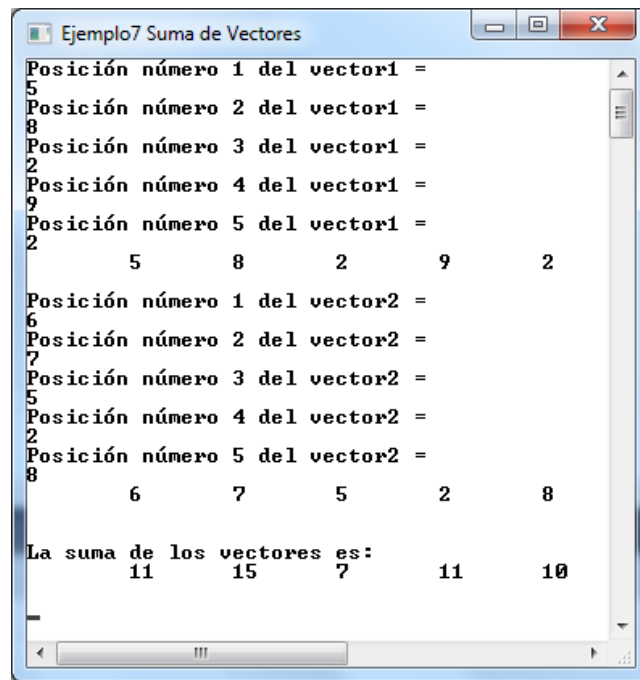 Ejemplo7 Suma de Vectores
Posición número 1 del vector1 =
5
Posición número 2 del vector1 =
8
Posición número 3 del vector1 =
2
Posición número 4 del vector1 =
9
Posición número 5 del vector1 =
2
5 8 2 9 2
Posición número 1 del vector2 =
6
Posición número 2 del vector2 =
7
Posición número 3 del vector2 =
5
Posición número 4 del vector2 =
2
Posición número 5 del vector2 =
8
6 7 5 2 8
La suma de los vectores es:
11 15 7 11 10